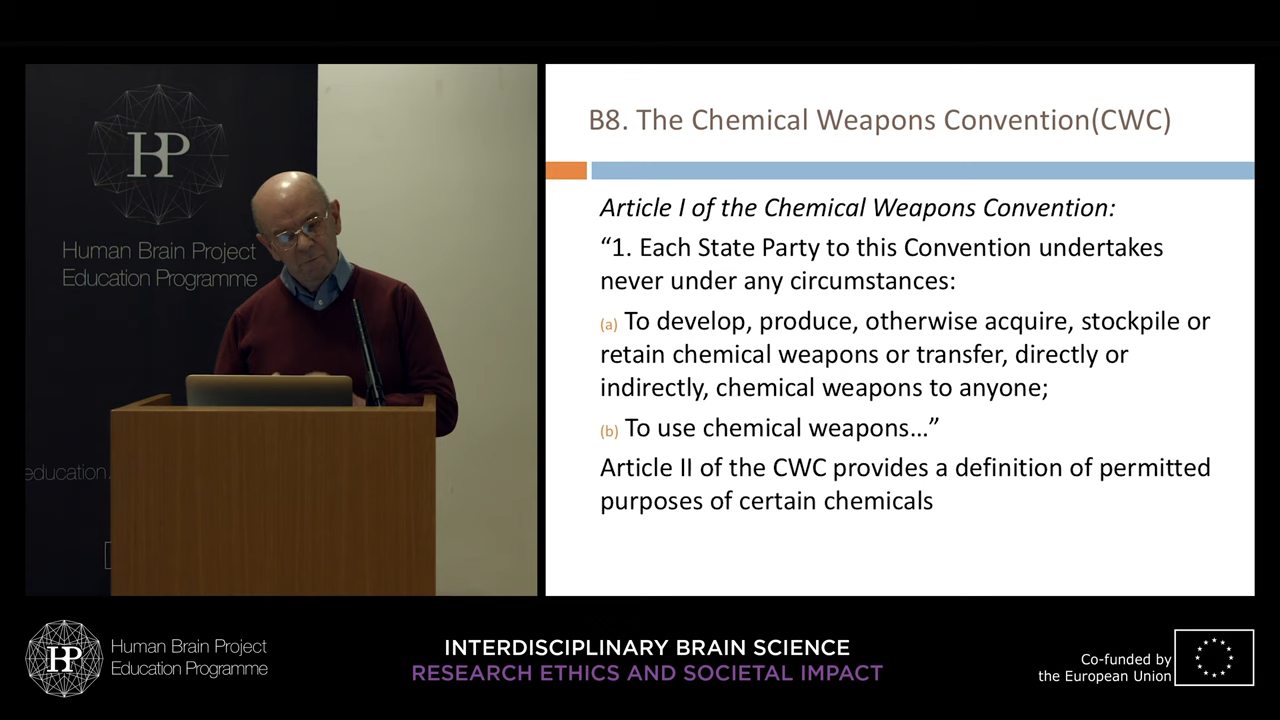 HP
Human Brain Project
Education Programme
education.
B8. The Chemical Weapons Convention(CWC)
Article I of the Chemical Weapons Convention:
“1. Each State Party to this Convention undertakes
never under any circumstances:
(a) To develop, produce, otherwise acquire, stockpile or
retain chemical weapons or transfer, directly or
indirectly, chemical weapons to anyone;
(b) To use chemical weapons…”
Article II of the CWC provides a definition of permitted
purposes of certain chemicals
HP
Human Brain Project
Education Programme
INTERDISCIPLINARY BRAIN SCIENCE
RESEARCH ETHICS AND SOCIETAL IMPACT
Co-funded by
the European Union